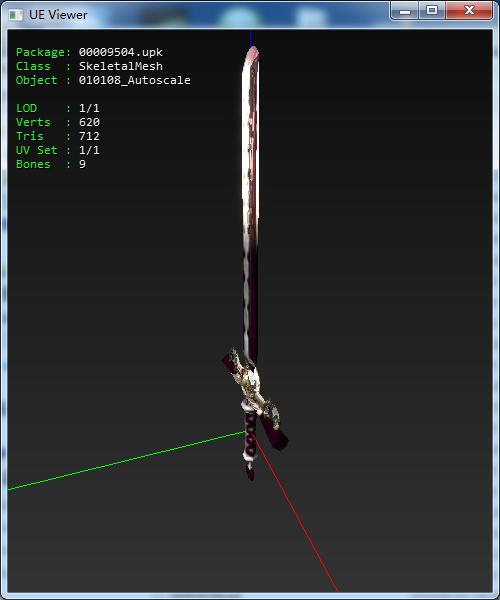 UE Viewer
Package: 00009504.upk
Class  : SkeletalMesh
Object : 010108_Autoscale
LOD    : 1/1
Verts  : 620
Tris   : 712
UV Set : 1/1
Bones  : 9